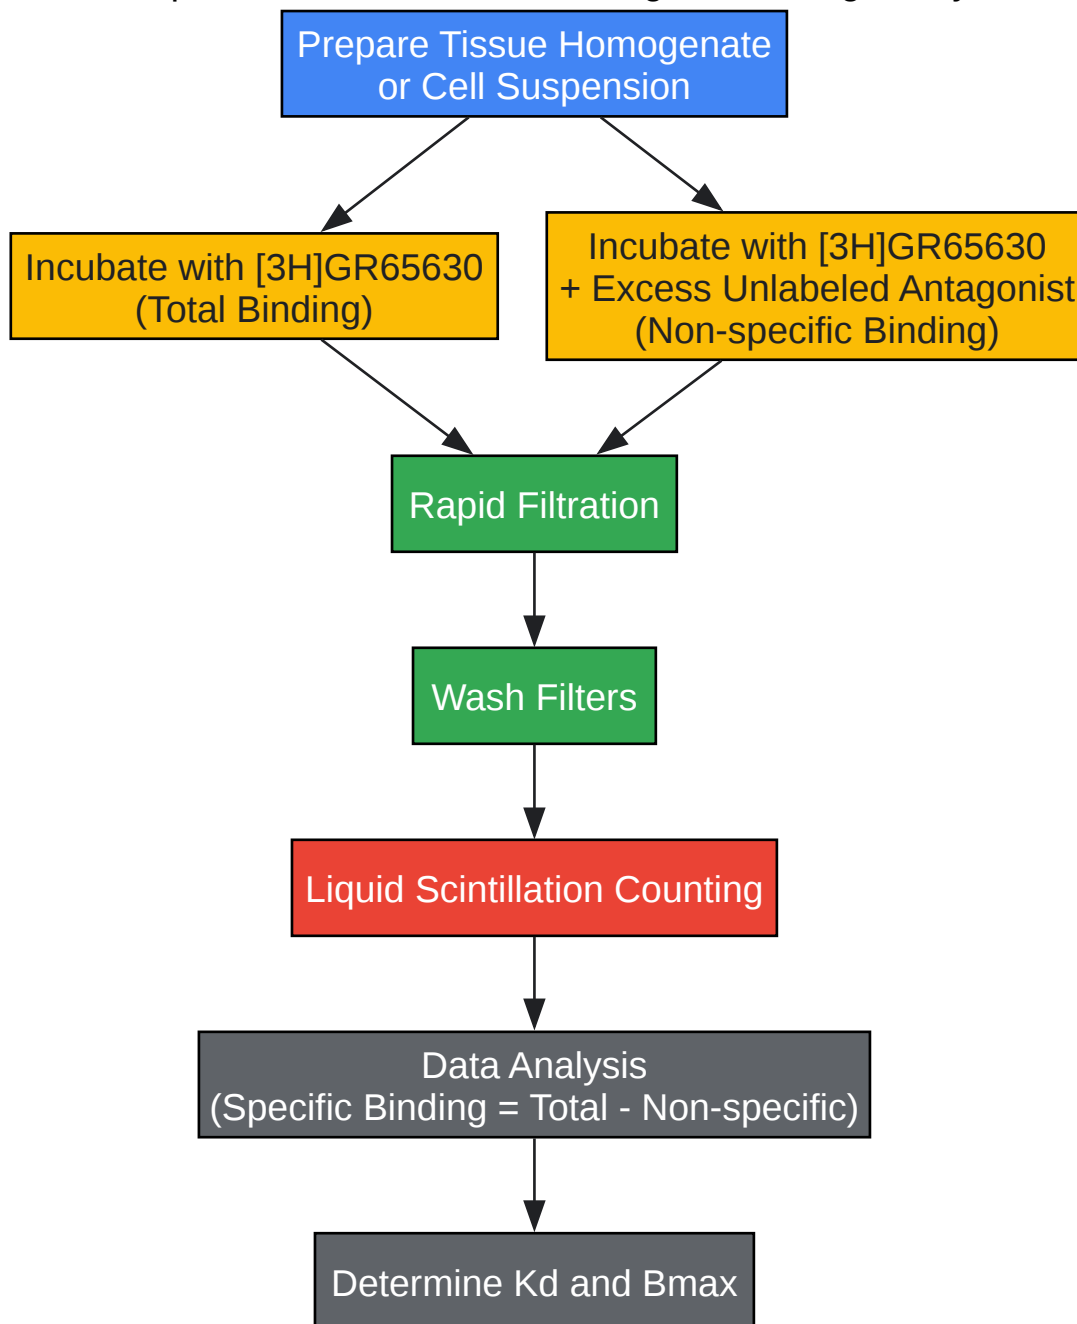 Prepare Tissue Homogenate
or Cell Suspension
Incubate with [3H]GR65630
(Total Binding)
Incubate with [3H]GR65630
+ Excess Unlabeled Antagonist
(Non-specific Binding)
Rapid Filtration
Wash Filters
Liquid Scintillation Counting
Data Analysis
(Specific Binding = Total - Non-specific)
Determine Kd and Bmax